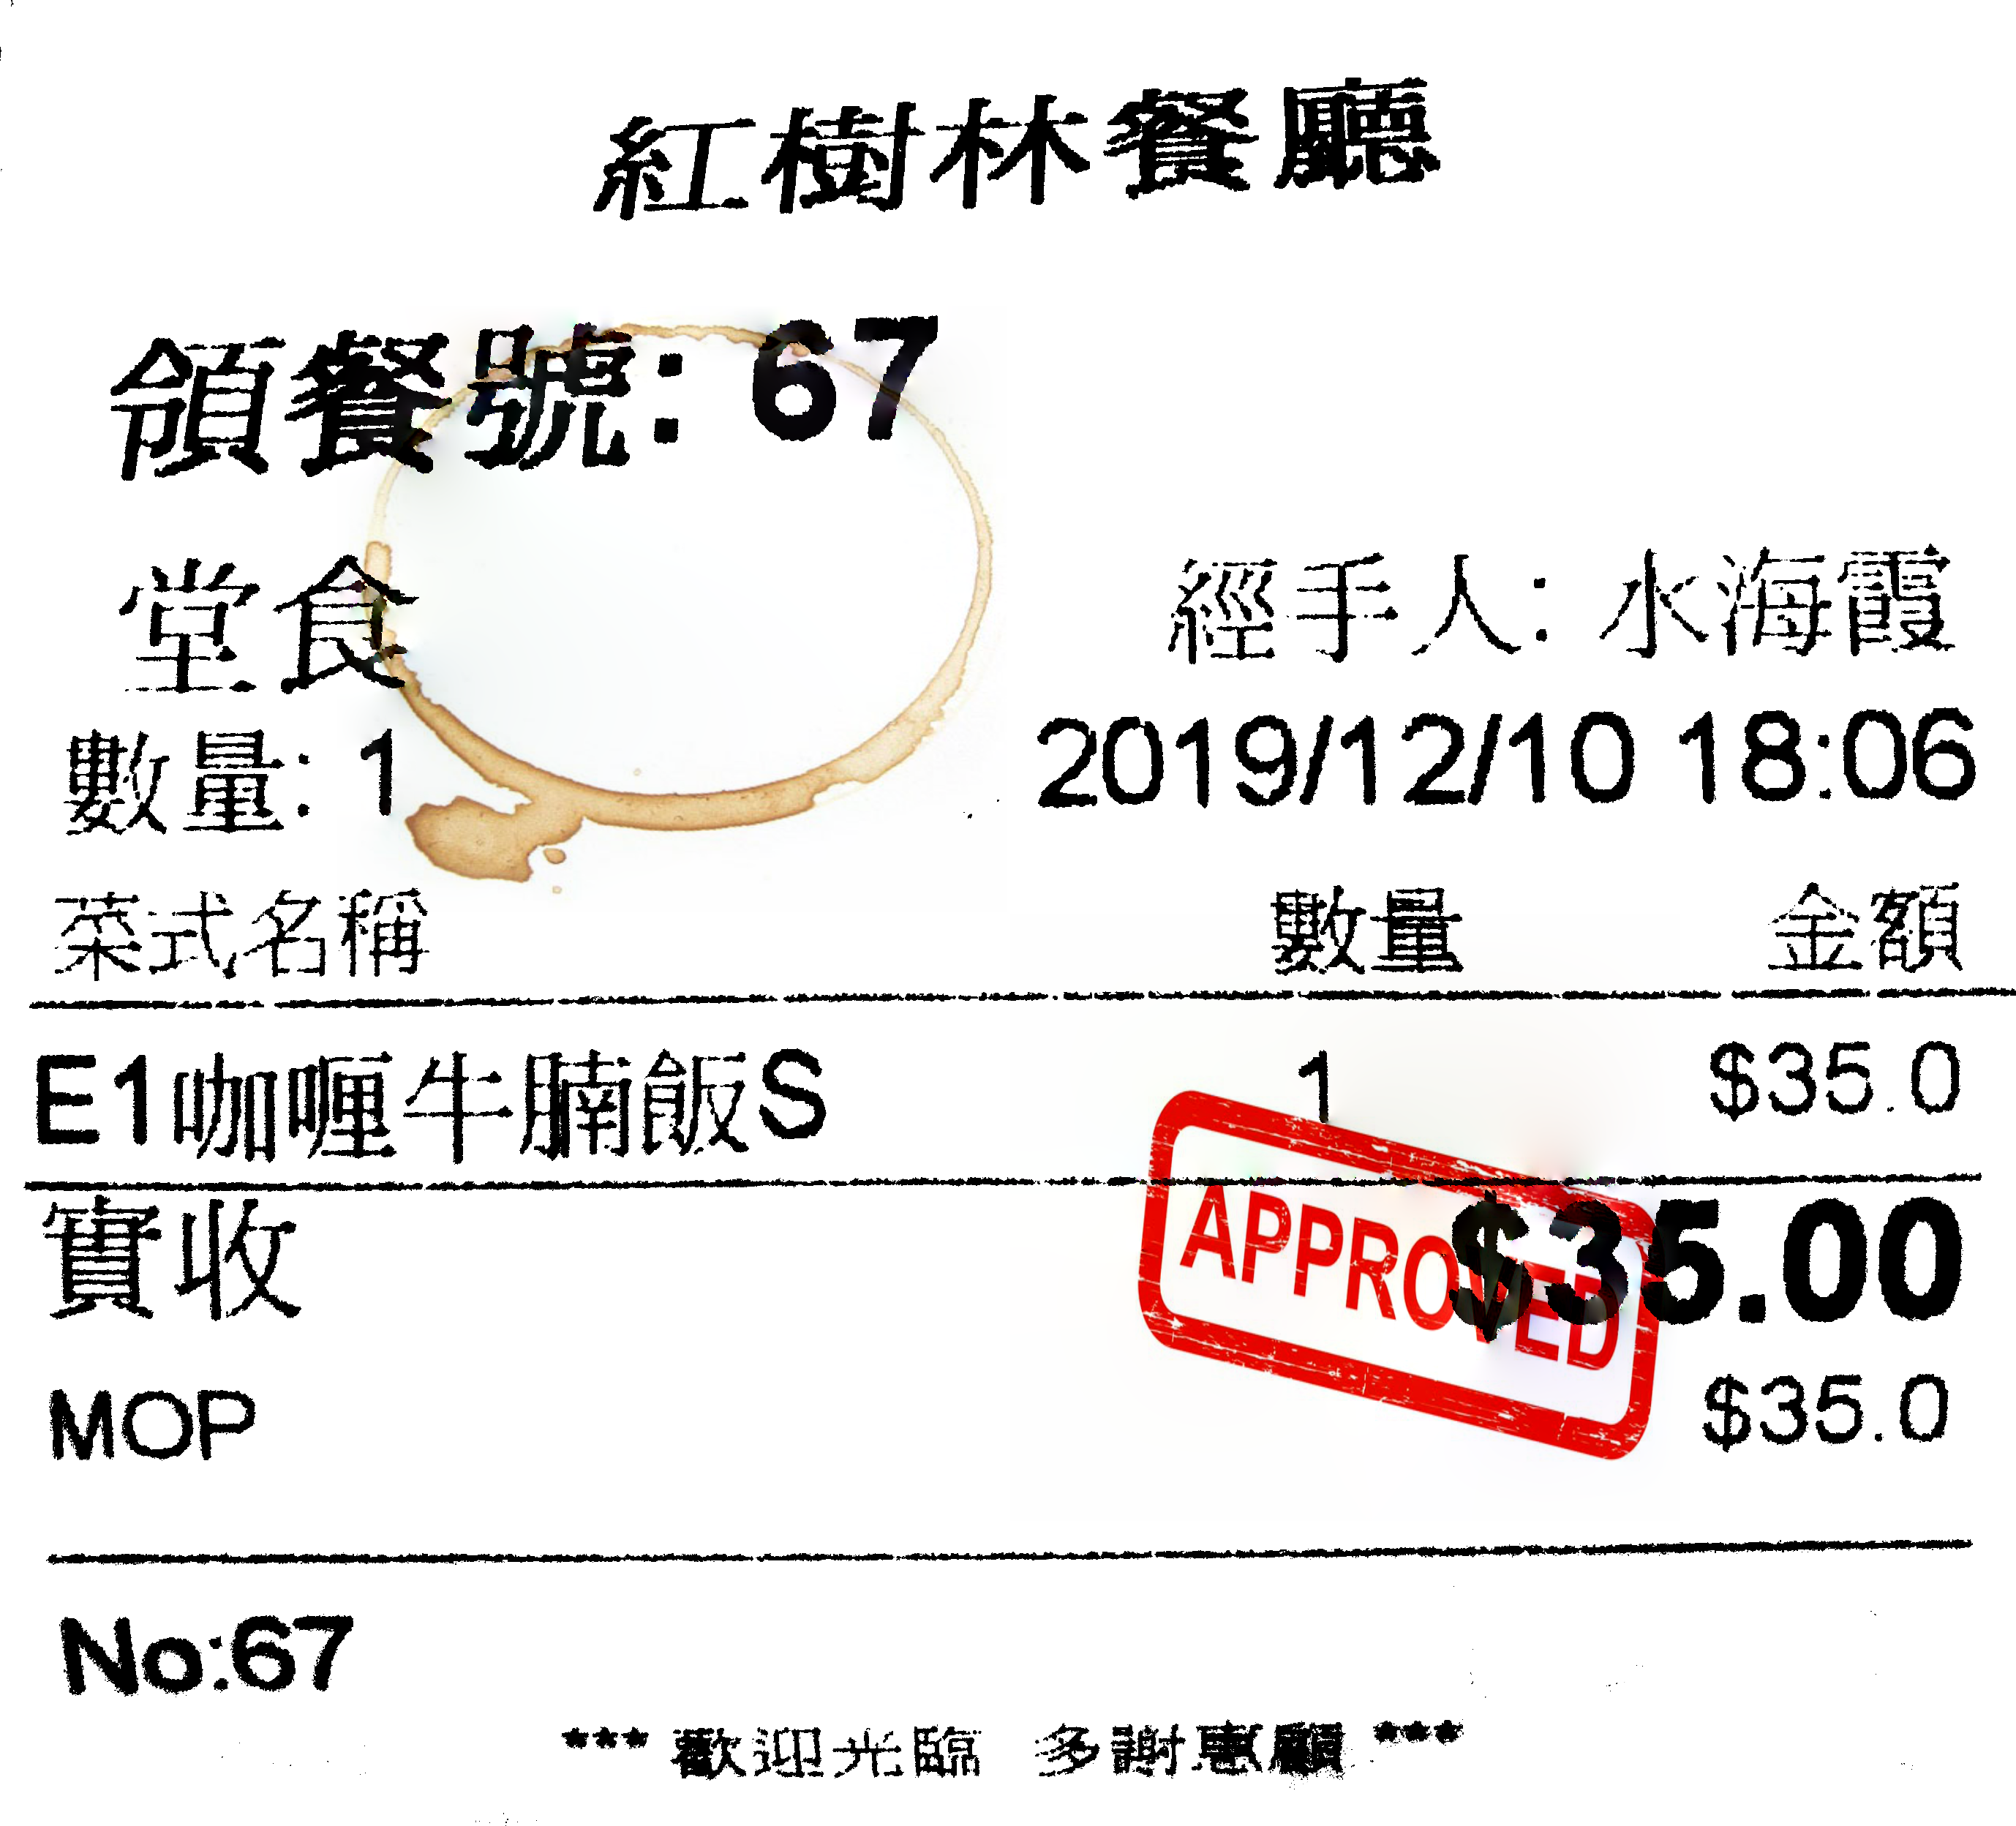 紅樹林餐廳
領餐號: 67
堂食
經手人: 水海霞
數量: 1
2019/12/10 18:06
菜式名稱 數量 金額
E1咖喱牛腩飯S 1 $35.0
實收 $35.00
APPROVED
MOP $35.0
No:67
*** 歡迎光臨 多謝惠顧 ***